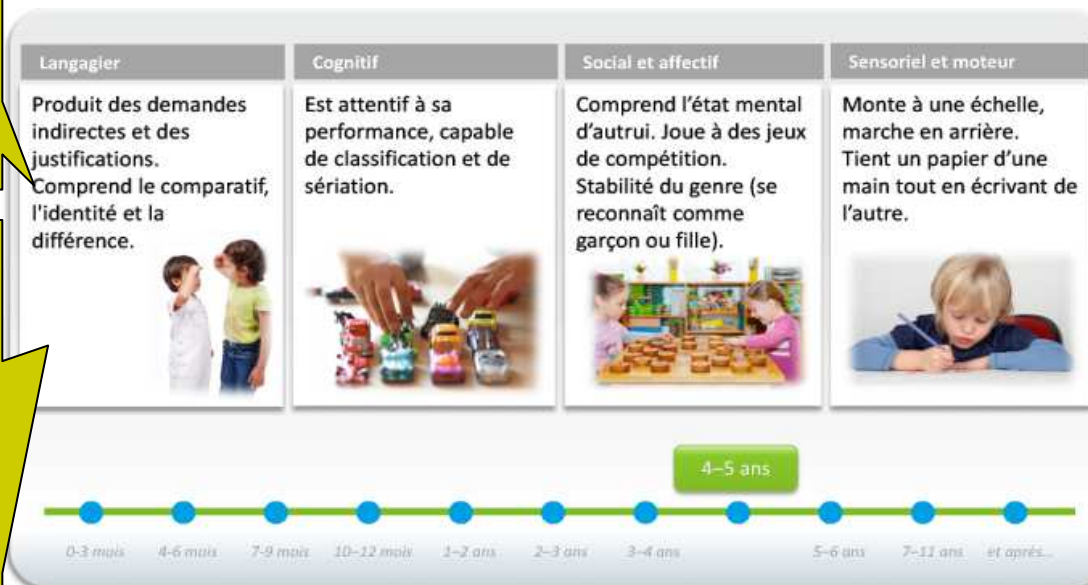 Langagier
Produit des demandes
indirectes et des
justifications.
Comprend le comparatif,
l'identité et la
différence.
Cognitif
Est attentif à sa
performance, capable
de classification et de
sériation.
Social et affectif
Comprend l’état mental
d’autrui. Joue à des jeux
de compétition.
Stabilité du genre (se
reconnaît comme
garçon ou fille).
Sensoriel et moteur
Monte à une échelle,
marche en arrière.
Tient un papier d’une
main tout en écrivant de
l’autre.
4–5 ans
0-3 mois 4-6 mois 7-9 mois 10–12 mois 1–2 ans 2–3 ans 3–4 ans 5–6 ans 7–11 ans et après...